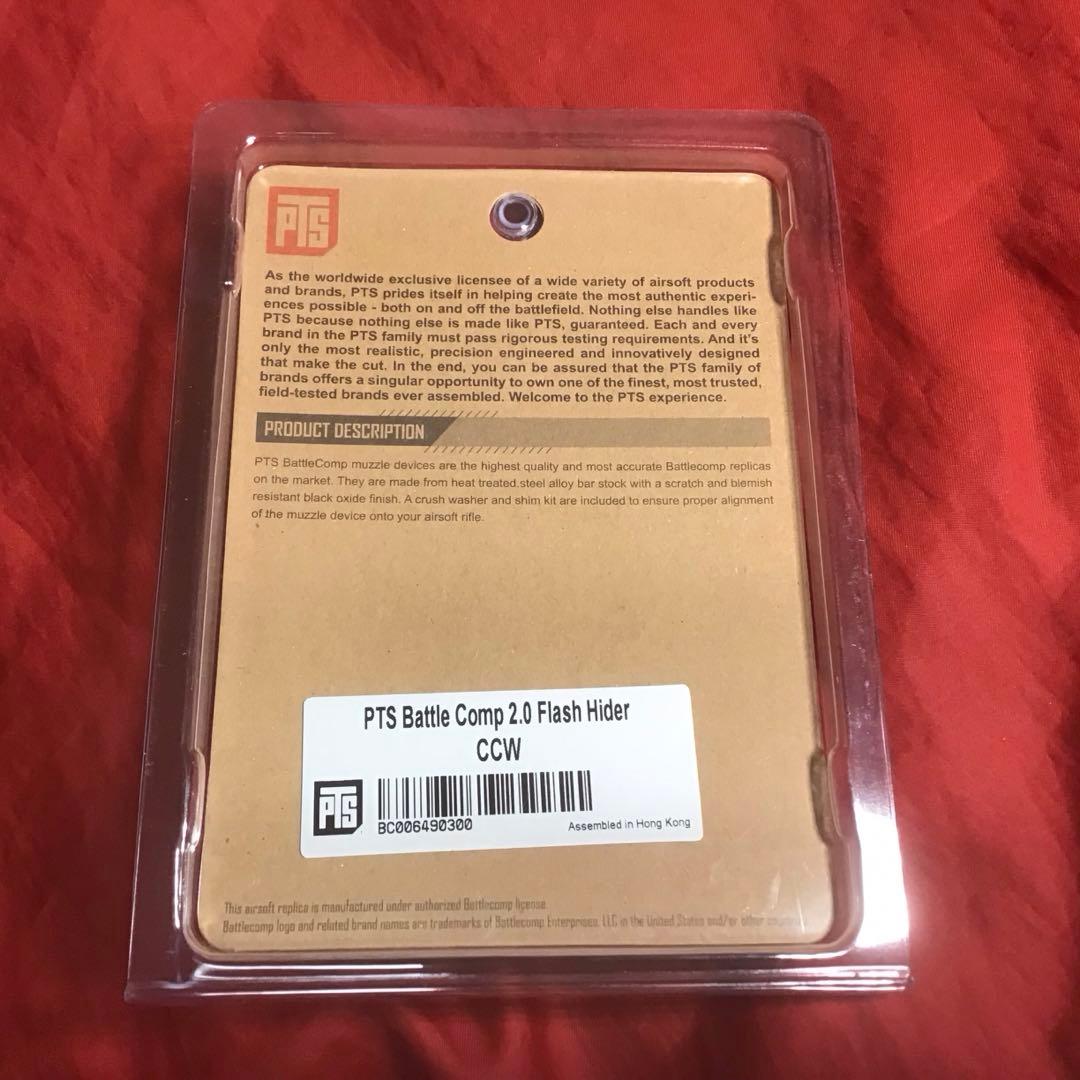 PTS
As the worldwide exclusive licensee of a wide variety of airsoft products
and brands, PTS prides itself in helping create the most authentic experi-
ences possible - both on and off the battlefield. Nothing else handles like
PTS because nothing else is made like PTS, guaranteed. Each and every
brand in the PTS family must pass rigorous testing requirements. And it's
only the most realistic, precision engineered and innovatively designed
that make the cut. In the end, you can be assured that the PTS family of
brands offers a singular opportunity to own one of the finest, most trusted,
field-tested brands ever assembled. Welcome to the PTS experience.
PRODUCT DESCRIPTION
PTS BattleComp muzzle devices are the highest quality and most accurate Battlecomp replicas
on the market. They are made from heat treated.steel alloy bar stock with a scratch and blemish
resistant black oxide finish. A crush washer and shim kit are included to ensure proper alignment
of the muzzle device onto your airsoft rifle.
PTS Battle Comp 2.0 Flash Hider
CCW
PTS
BC006490300
Assembled in Hong Kong
This airsoft replica is manufactured under authorized Battlecomp license.
Battlecomp logo and related brand names are trademarks of Battlecomp Enterprises, LLC in the United States and/or other